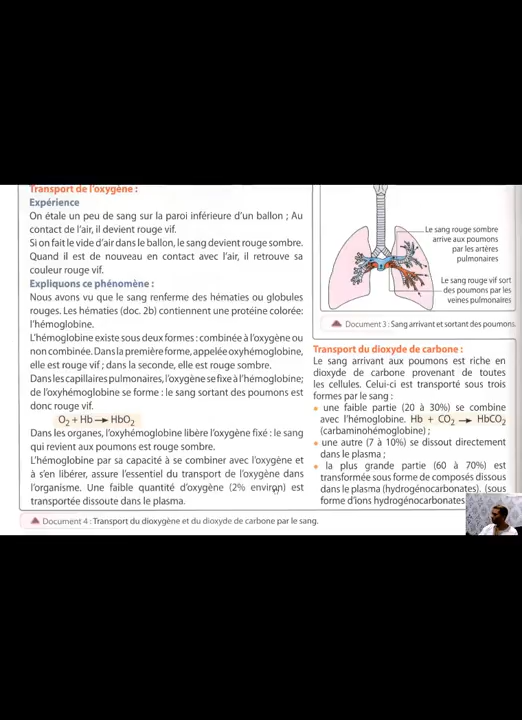 Transport de l'oxygène :
Expérience
On étale un peu de sang sur la paroi inférieure d'un ballon ; Au
contact de l'air, il devient rouge vif.
Si on fait le vide d'air dans le ballon, le sang devient rouge sombre.
Quand il est de nouveau en contact avec l'air, il retrouve sa
couleur rouge vif.
Expliquons ce phénomène :
Nous avons vu que le sang renferme des hématies ou globules
rouges. Les hématies (doc. 2b) contiennent une protéine colorée:
l'hémoglobine.
L'hémoglobine existe sous deux formes : combinée à l'oxygène ou
non combinée. Dans la première forme, appelée oxyhémoglobine,
elle est rouge vif ; dans la seconde, elle est rouge sombre.
Dans les capillaires pulmonaires, l'oxygène se fixe à l'hémoglobine;
de l'oxyhémoglobine se forme : le sang sortant des poumons est
donc rouge vif.
O₂ + Hb → HbO₂
Dans les organes, l'oxyhémoglobine libère l'oxygène fixé : le sang
qui revient aux poumons est rouge sombre.
L'hémoglobine par sa capacité à se combiner avec l'oxygène et
à s'en libérer, assure l'essentiel du transport de l'oxygène dans
l'organisme. Une faible quantité d'oxygène (2% environ) est
transportée dissoute dans le plasma.
Document 4 : Transport du dioxygène et du dioxyde de carbone par le sang.
Le sang rouge sombre
arrive aux poumons
par les artères
pulmonaires
Le sang rouge vif sort
des poumons par les
veines pulmonaires
Document 3 : Sang arrivant et sortant des poumons.
Transport du dioxyde de carbone :
Le sang arrivant aux poumons est riche en
dioxyde de carbone provenant de toutes
les cellules. Celui-ci est transporté sous trois
formes par le sang :
• une faible partie (20 à 30%) se combine
avec l'hémoglobine. Hb + CO₂ → HbCO₂
(carbaminohémoglobine) ;
• une autre (7 à 10%) se dissout directement
dans le plasma ;
• la plus grande partie (60 à 70%) est
transformée sous forme de composés dissous
dans le plasma (hydrogénocarbonates). (sous
forme d'ions hydrogénocarbonates